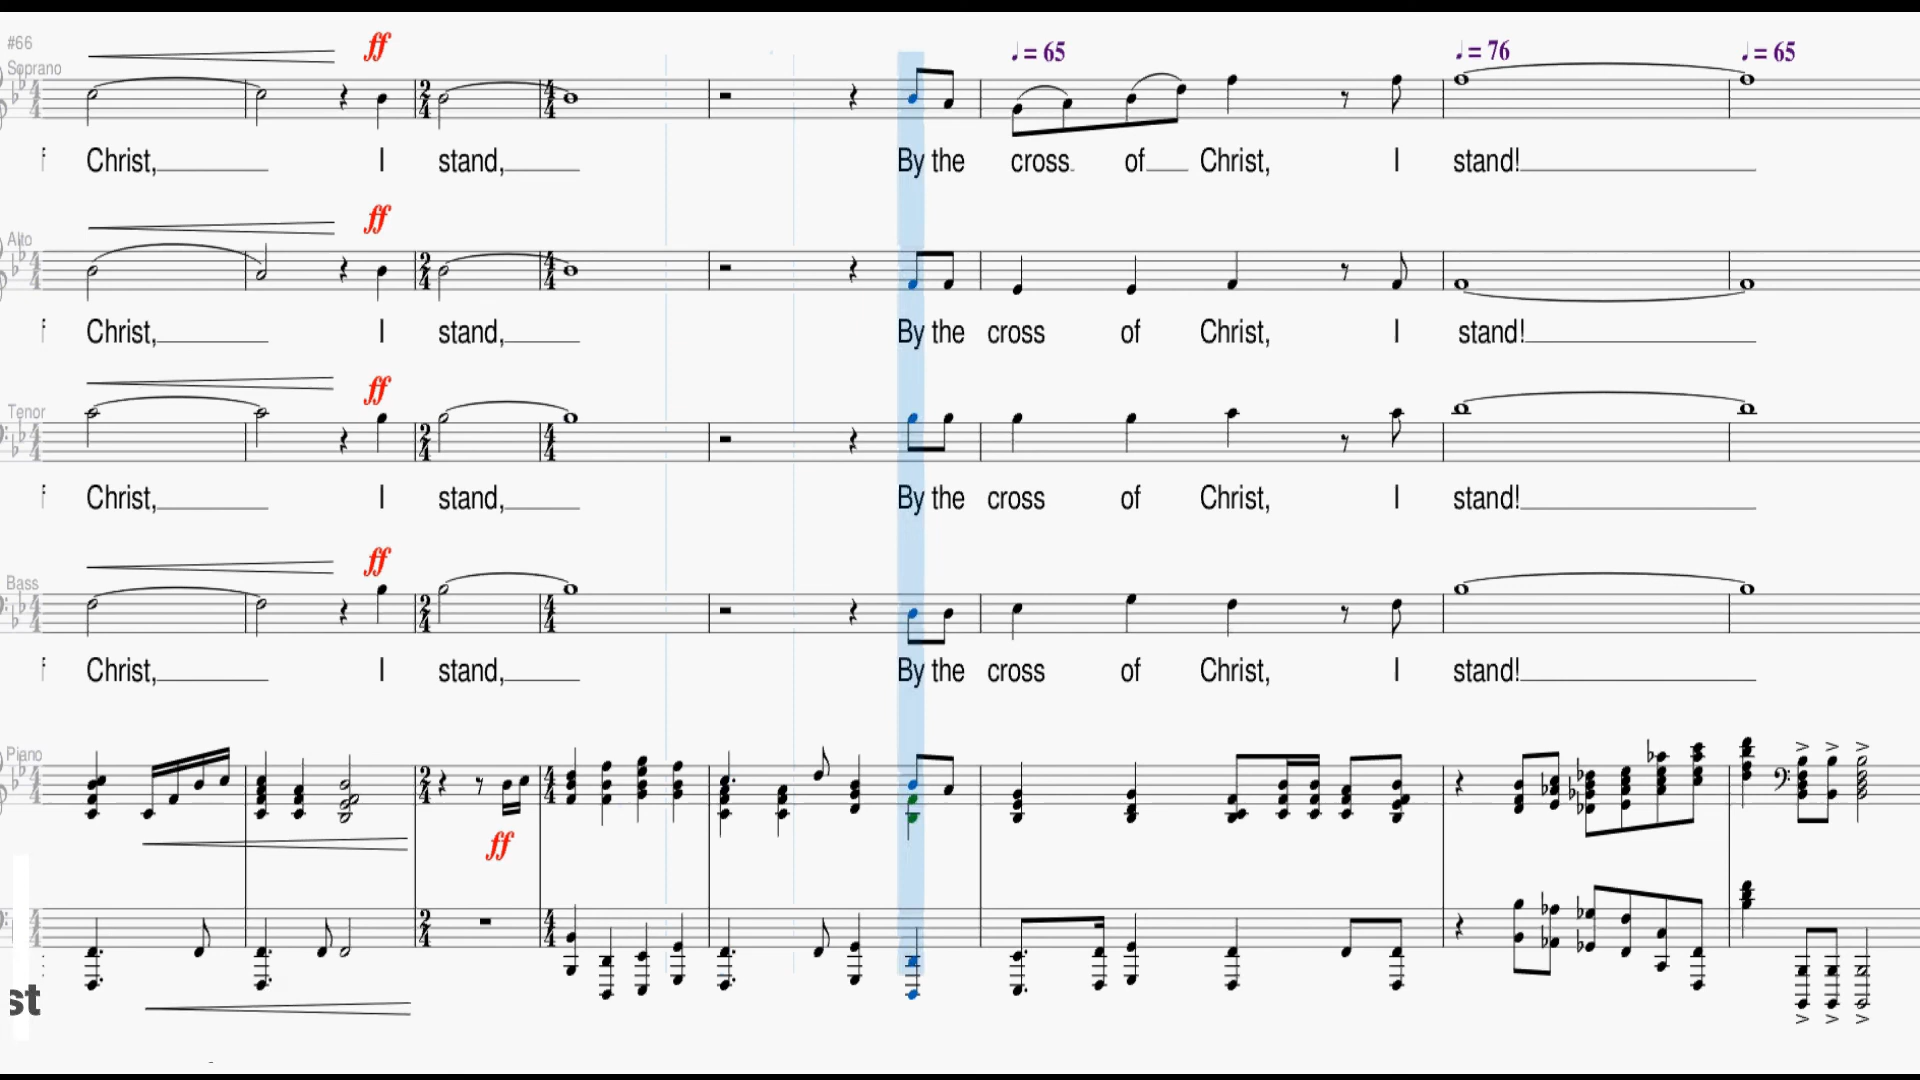 #66
ff
♩ = 65
♩ = 76
♩ = 65
Soprano
Christ, I stand, By the cross of Christ, I stand!
ff
Alto
Christ, I stand, By the cross of Christ, I stand!
ff
Tenor
Christ, I stand, By the cross of Christ, I stand!
ff
Bass
Christ, I stand, By the cross of Christ, I stand!
Piano
ff
st